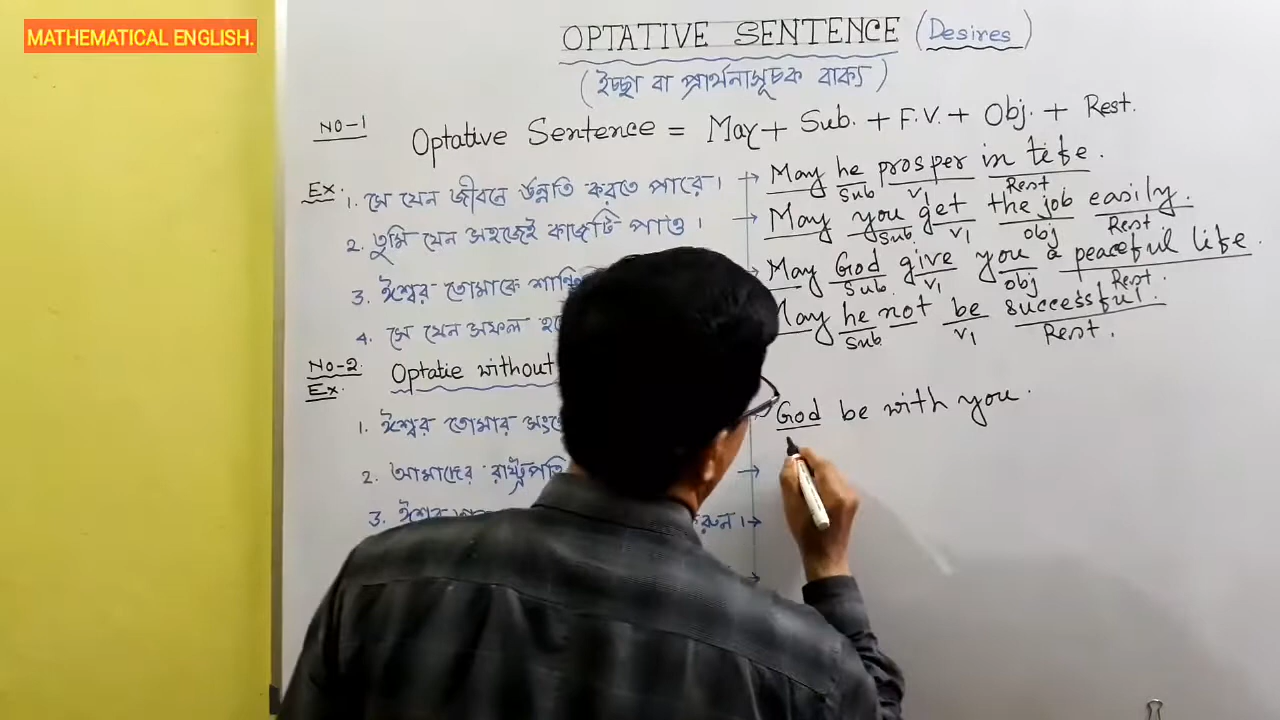 MATHEMATICAL ENGLISH.
OPTATIVE SENTENCE (Desires)
(ইচ্ছা বা প্রার্থনাসূচক বাক্য)
NO-1 Optative Sentence = May + Sub. + F.V. + Obj. + Rest.
Ex: 1. সে যেন জীবনে উন্নতি করতে পারে। → May he prosper in life.
Sub V1 Rest
2. তুমি যেন সহজেই কাজটি পাও। → May you get the job easily.
Sub. V1 obj Rest
3. ঈশ্বর তোমাকে → May God give you a peaceful life.
Sub. V1 obj Rest.
4. সে যেন সফল May he not be successful.
Sub V1 Rest.
NO-2 Optatie without
Ex.
1. ঈশ্বর তোমার God be with you.
2. আমাদের রাষ্ট্রপতি →
3. ঈশ্বর করুন। →